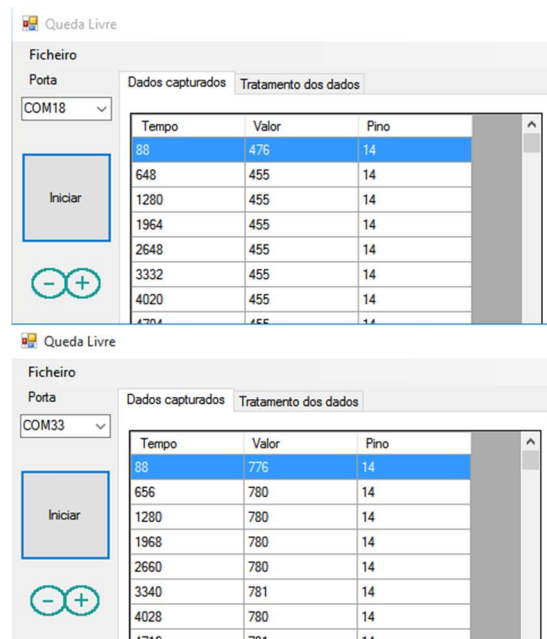 Queda Livre
Ficheiro
Porta
Dados capturados Tratamento dos dados
COM18
Tempo Valor Pino
88 476 14
648 455 14
Iniciar
1280 455 14
1964 455 14
2648 455 14
3332 455 14
4020 455 14
Queda Livre
Ficheiro
Porta
Dados capturados Tratamento dos dados
COM33
Tempo Valor Pino
88 776 14
656 780 14
Iniciar
1280 780 14
1968 780 14
2660 780 14
3340 781 14
4028 780 14